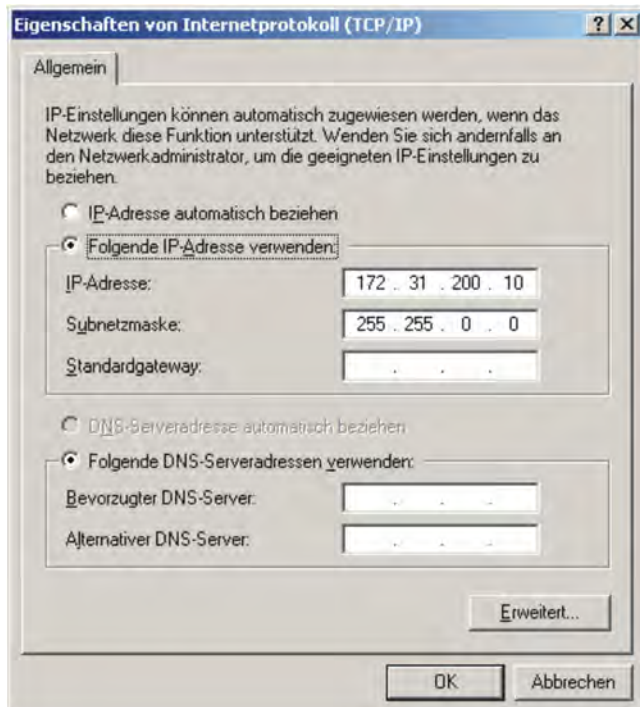 Eigenschaften von Internetprotokoll (TCP/IP)
Allgemein
IP-Einstellungen können automatisch zugewiesen werden, wenn das
Netzwerk diese Funktion unterstützt. Wenden Sie sich andernfalls an
den Netzwerkadministrator, um die geeigneten IP-Einstellungen zu
beziehen.
IP-Adresse automatisch beziehen
Folgende IP-Adresse verwenden:
IP-Adresse: 172 . 31 . 200 . 10
Subnetzmaske: 255 . 255 . 0 . 0
Standardgateway: . . .
DNS-Serveradresse automatisch beziehen
Folgende DNS-Serveradressen verwenden:
Bevorzugter DNS-Server: . . .
Alternativer DNS-Server: . . .
Erweitert...
OK Abbrechen